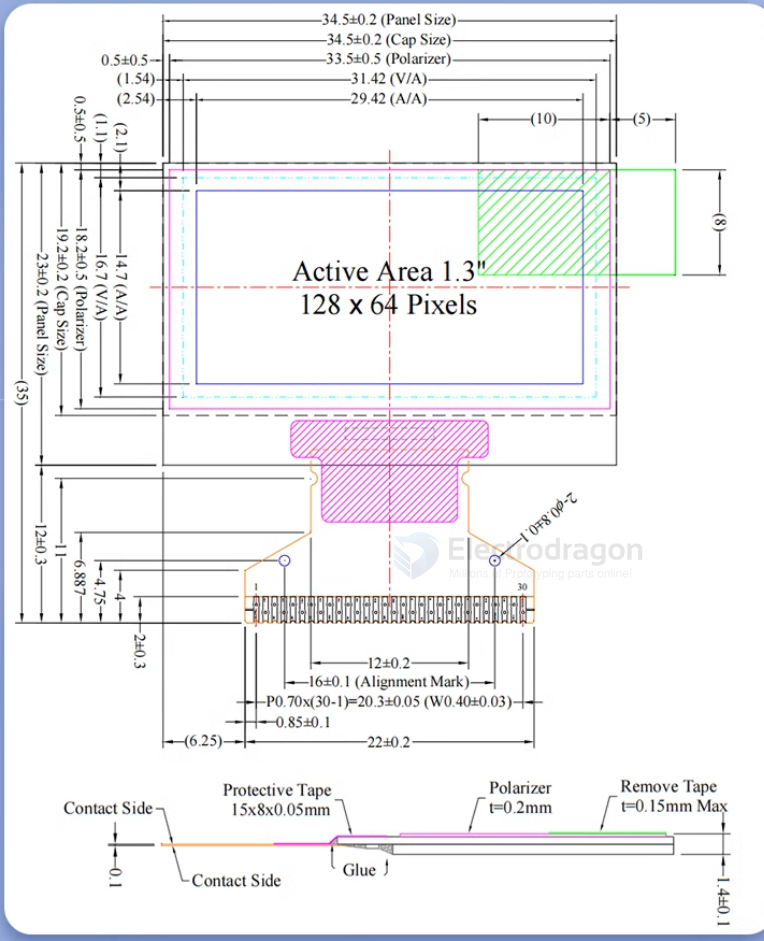 34.5±0.2 (Panel Size)
34.5±0.2 (Cap Size)
0.5±0.5
33.5±0.5 (Polarizer)
(1.54)
31.42 (V/A)
(2.54)
29.42 (A/A)
(10)
(5)
0.5±0.5
(1.1)
(2.1)
(8)
(35)
23±0.2 (Panel Size)
19.2±0.2 (Cap Size)
18.2±0.5 (Polarizer)
16.7 (V/A)
14.7 (A/A)
Active Area 1.3"
128 x 64 Pixels
12±0.3
11
6.887
4.75
4
2±0.3
2-φ0.8±0.1
Electrodragon
Millions of Prototyping parts online!
1
30
12±0.2
16±0.1 (Alignment Mark)
P0.70x(30-1)=20.3±0.05 (W0.40±0.03)
0.85±0.1
(6.25)
22±0.2
Protective Tape
15x8x0.05mm
Polarizer
t=0.2mm
Remove Tape
t=0.15mm Max
Contact Side
0.1
Contact Side
Glue
1.4±0.1